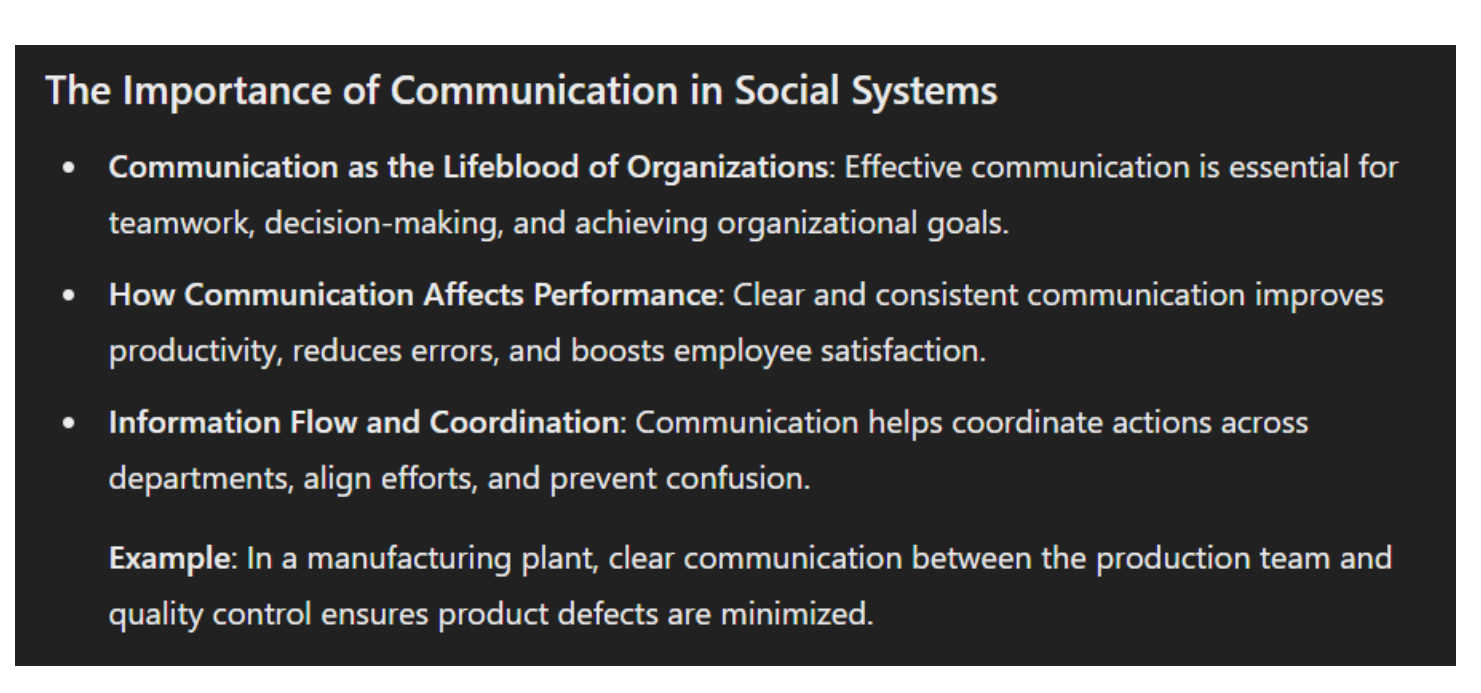 The Importance of Communication in Social Systems
• Communication as the Lifeblood of Organizations: Effective communication is essential for
teamwork, decision-making, and achieving organizational goals.
• How Communication Affects Performance: Clear and consistent communication improves
productivity, reduces errors, and boosts employee satisfaction.
• Information Flow and Coordination: Communication helps coordinate actions across
departments, align efforts, and prevent confusion.
Example: In a manufacturing plant, clear communication between the production team and
quality control ensures product defects are minimized.